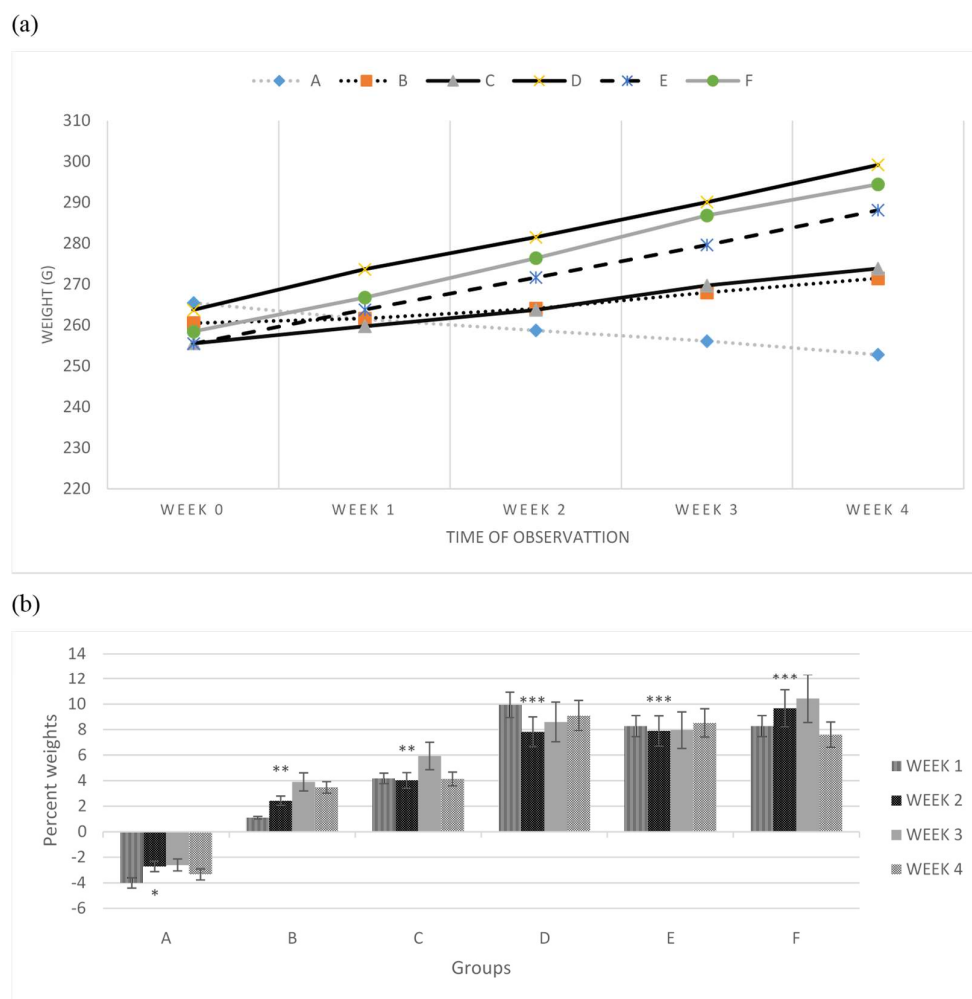 (a)
A B C D E F
310
300
290
280
270
260
250
240
230
220
WEIGHT (G)
WEEK 0 WEEK 1 WEEK 2 WEEK 3 WEEK 4
TIME OF OBSERVATTION
(b)
14
12
10
8
6
4
2
0
-2
-4
-6
Percent weights
* ** ** *** *** ***
A B C D E F
Groups
WEEK 1
WEEK 2
WEEK 3
WEEK 4